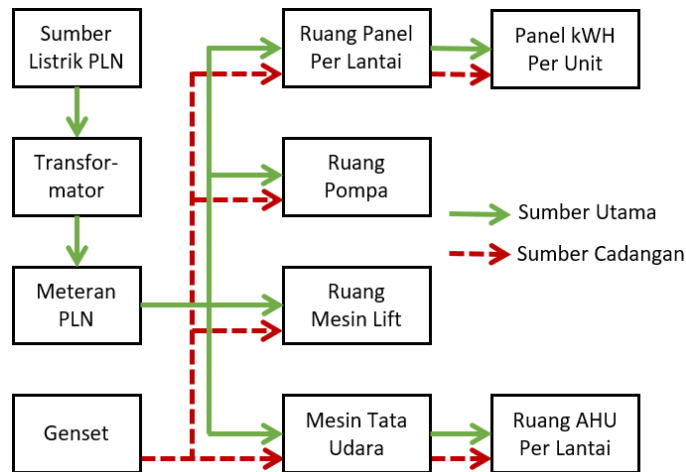 Sumber
Listrik PLN
Transfor-
mator
Meteran
PLN
Genset
Ruang Panel
Per Lantai
Panel kWH
Per Unit
Ruang
Pompa
Ruang
Mesin Lift
Mesin Tata
Udara
Ruang AHU
Per Lantai
Sumber Utama
Sumber Cadangan